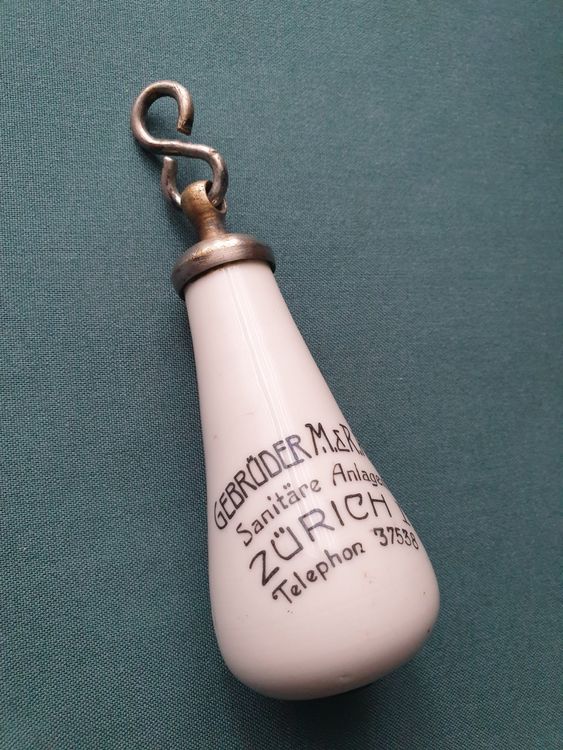 GEBRÜDER M.&R.
Sanitäre Anlage
ZÜRICH
Telephon 37538